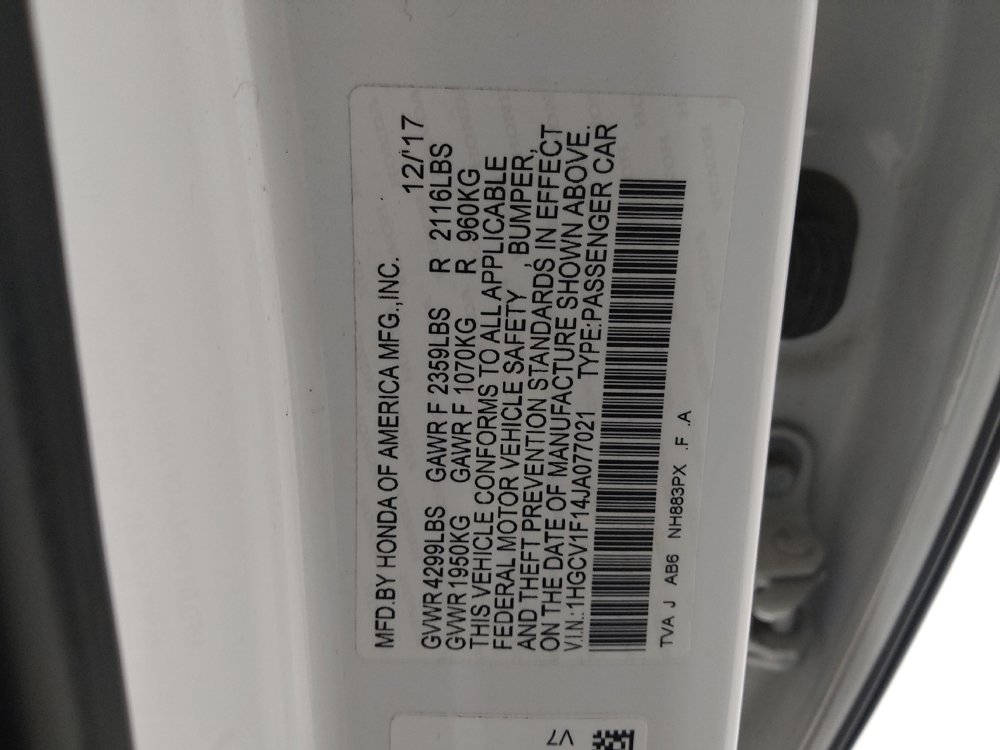 MFD.BY HONDA OF AMERICA MFG.,INC. 12/'17
GVWR 4299LBS GAWR F 2359LBS R 2116LBS
GVWR 1950KG GAWR F 1070KG R 960KG
THIS VEHICLE CONFORMS TO ALL APPLICABLE
FEDERAL MOTOR VEHICLE SAFETY , BUMPER,
AND THEFT PREVENTION STANDARDS IN EFFECT
ON THE DATE OF MANUFACTURE SHOWN ABOVE.
V.I.N.:1HGCV1F14JA077021 TYPE:PASSENGER CAR
TVA J AB6 NH883PX .F .A
V7